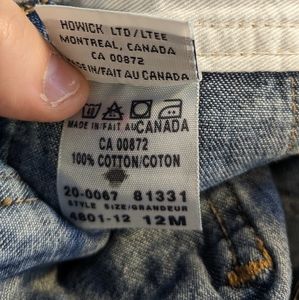 HOWICK LTD/LTEE
MONTREAL, CANADA
CA 00872
MADE IN/FAIT AU CANADA
MADE IN/FAIT AU CANADA
CA 00872
100% COTTON/COTON
20-0067 81331
STYLE SIZE/GRANDEUR
4801-12 12M